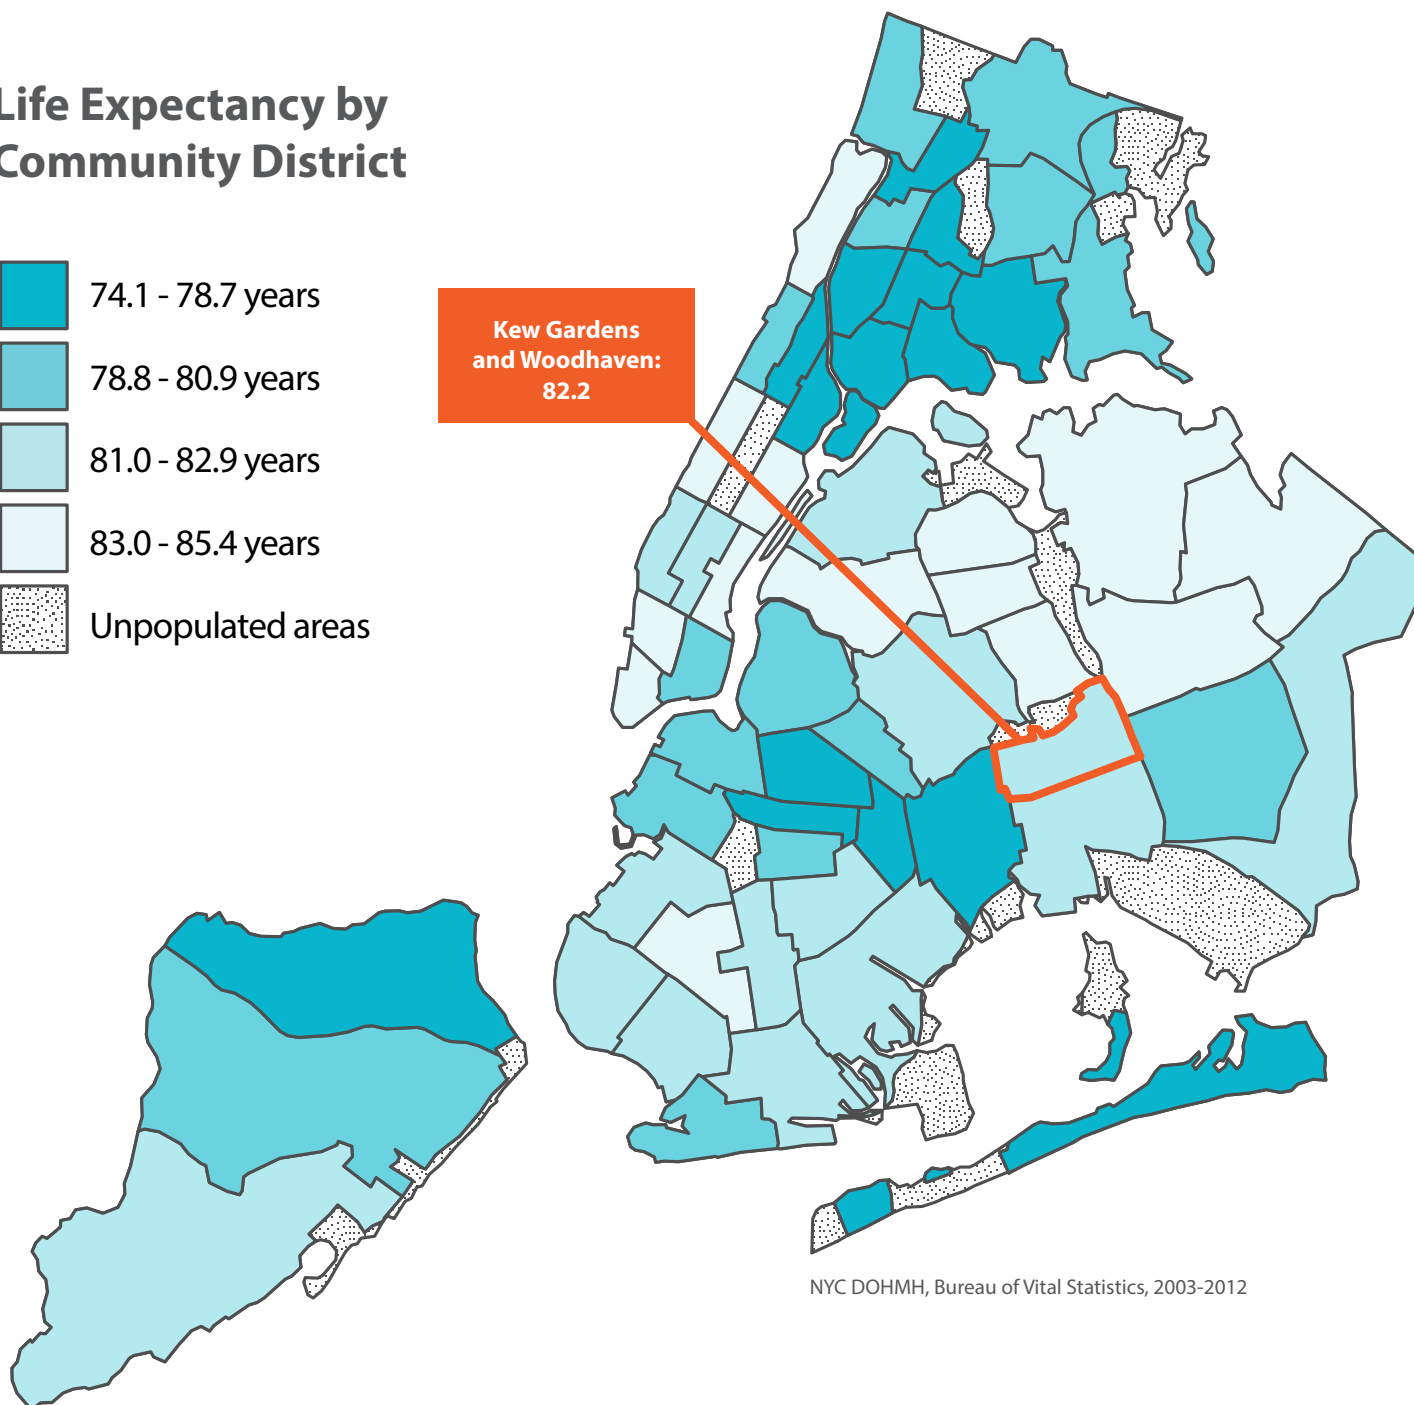 Life Expectancy by
Community District
74.1 - 78.7 years
78.8 - 80.9 years
81.0 - 82.9 years
83.0 - 85.4 years
Unpopulated areas
Kew Gardens
and Woodhaven:
82.2
NYC DOHMH, Bureau of Vital Statistics, 2003-2012